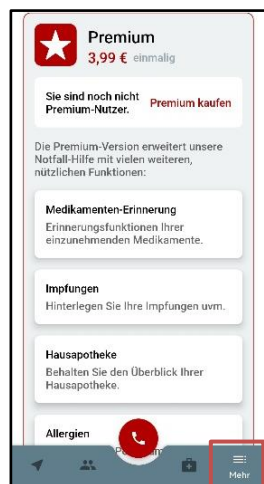 Premium
3,99 € einmalig
Sie sind noch nicht
Premium-Nutzer.
Premium kaufen
Die Premium-Version erweitert unsere
Notfall-Hilfe mit vielen weiteren,
nützlichen Funktionen:
Medikamenten-Erinnerung
Erinnerungsfunktionen Ihrer
einzunehmenden Medikamente.
Impfungen
Hinterlegen Sie Ihre Impfungen uvm.
Hausapotheke
Behalten Sie den Überblick Ihrer
Hausapotheke.
Allergien
Mehr